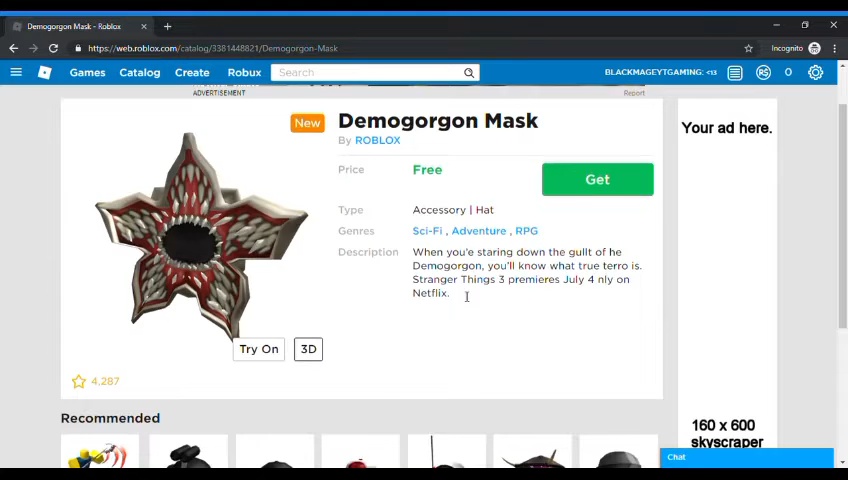 Demogorgon Mask - Roblox
https://web.roblox.com/catalog/3381448821/Demogorgon-Mask
Incognito
Games
Catalog
Create
Robux
Search
BLACKMAGEYTGAMING: <13
R$
0
ADVERTISEMENT
Report
New
Demogorgon Mask
By ROBLOX
Price
Free
Get
Type
Accessory | Hat
Genres
Sci-Fi , Adventure , RPG
Description
When you'e staring down the gullt of he
Demogorgon, you'll know what true terro is.
Stranger Things 3 premieres July 4 nly on
Netflix.
Try On
3D
4,287
Your ad here.
Recommended
160 x 600
skyscraper
Chat